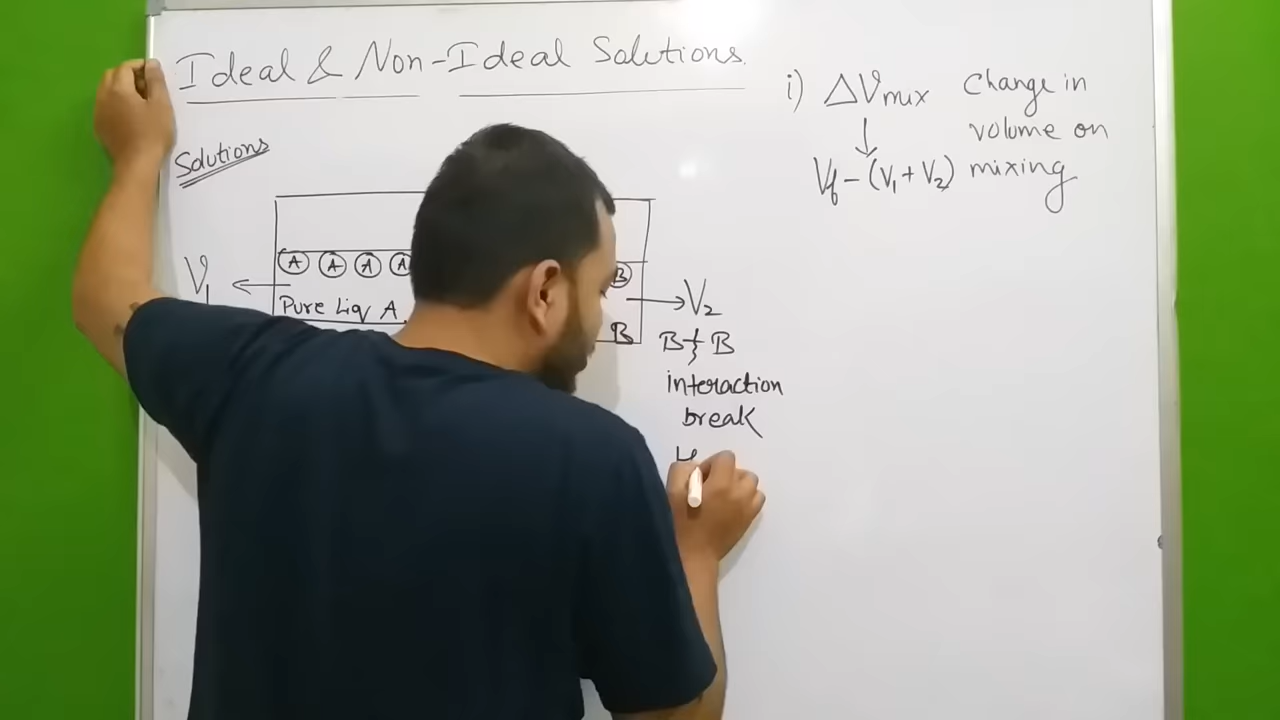 Ideal & Non-Ideal Solutions.
i) ΔVmix Change in
volume on
Vf - (V1 + V2) mixing
Solutions
A A A A B
V1
Pure Liq A. B
V2
B B
interaction
break